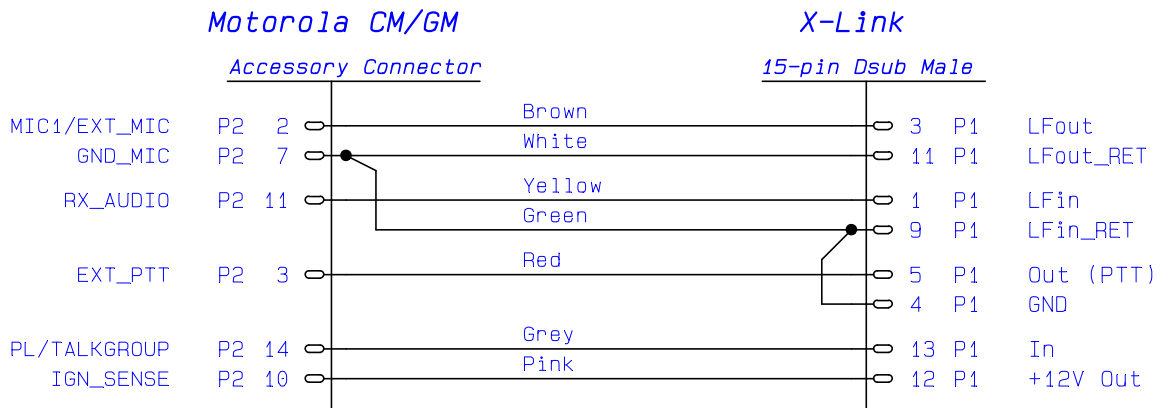 Motorola CM/GM X-Link
Accessory Connector 15-pin Dsub Male
Brown
MIC1/EXT_MIC P2 2 3 P1 LFout
White
GND_MIC P2 7 11 P1 LFout_RET
Yellow
RX_AUDIO P2 11 1 P1 LFin
Green
9 P1 LFin_RET
Red
EXT_PTT P2 3 5 P1 Out (PTT)
4 P1 GND
Grey
PL/TALKGROUP P2 14 13 P1 In
Pink
IGN_SENSE P2 10 12 P1 +12V Out